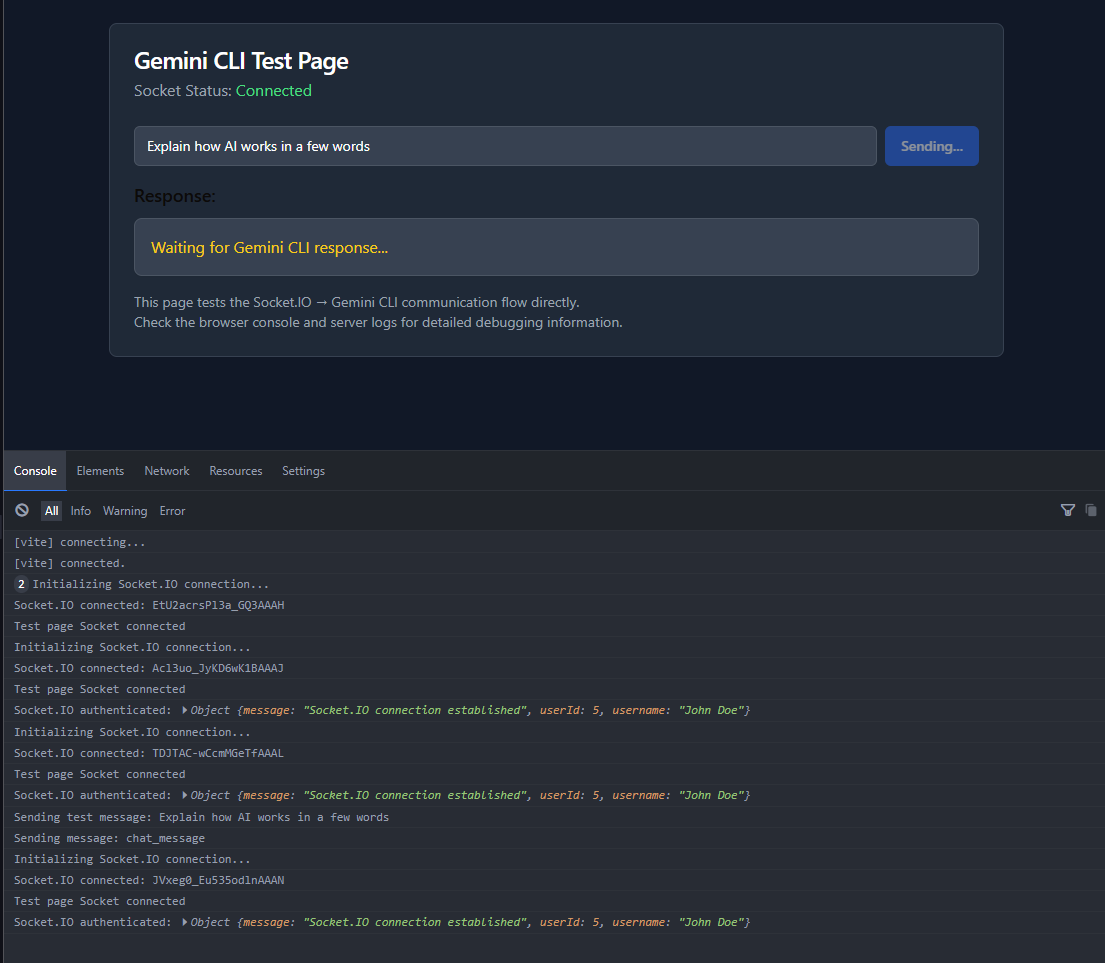 Gemini CLI Test Page
Socket Status: Connected
Explain how AI works in a few words
Sending...
Response:
Waiting for Gemini CLI response...
This page tests the Socket.IO → Gemini CLI communication flow directly.
Check the browser console and server logs for detailed debugging information.
Console Elements Network Resources Settings
All Info Warning Error
[vite] connecting...
[vite] connected.
2 Initializing Socket.IO connection...
Socket.IO connected: EtU2acrsPl3a_GQ3AAAH
Test page Socket connected
Initializing Socket.IO connection...
Socket.IO connected: Acl3uo_JyKD6wK1BAAAJ
Test page Socket connected
Socket.IO authenticated: Object {message: "Socket.IO connection established", userId: 5, username: "John Doe"}
Initializing Socket.IO connection...
Socket.IO connected: TDJTAC-wCcmMGeTfAAAL
Test page Socket connected
Socket.IO authenticated: Object {message: "Socket.IO connection established", userId: 5, username: "John Doe"}
Sending test message: Explain how AI works in a few words
Sending message: chat_message
Initializing Socket.IO connection...
Socket.IO connected: JVxeg0_Eu535odlnAAAN
Test page Socket connected
Socket.IO authenticated: Object {message: "Socket.IO connection established", userId: 5, username: "John Doe"}